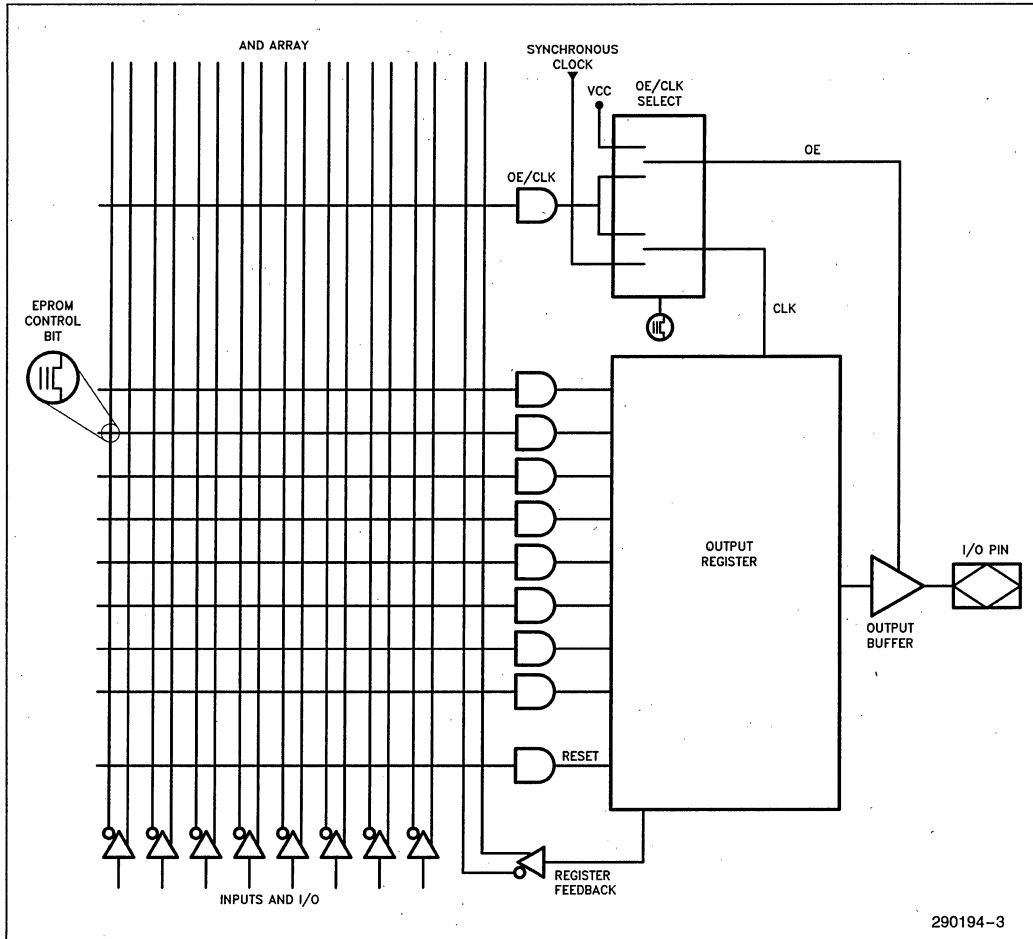 AND ARRAY
SYNCHRONOUS
CLOCK
OE/CLK
SELECT
VCC
OE
OE/CLK
CLK
EPROM
CONTROL
BIT
OUTPUT
REGISTER
I/O PIN
OUTPUT
BUFFER
RESET
REGISTER
FEEDBACK
INPUTS AND I/O
290194-3